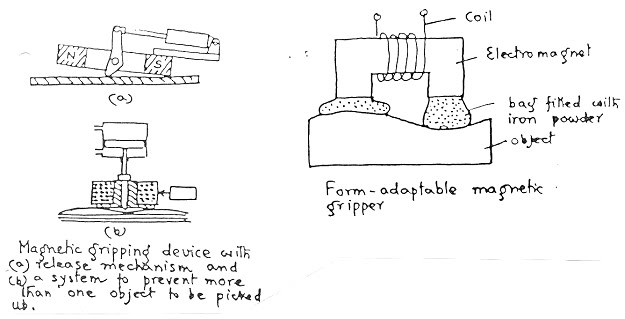 N
S
(a)
(b)
Magnetic gripping device with
(a) release mechanism and
(b) a system to prevent more
than one object to be picked
up.
Coil
Electromagnet
bag filled with
iron powder
object
Form-adaptable magnetic
gripper